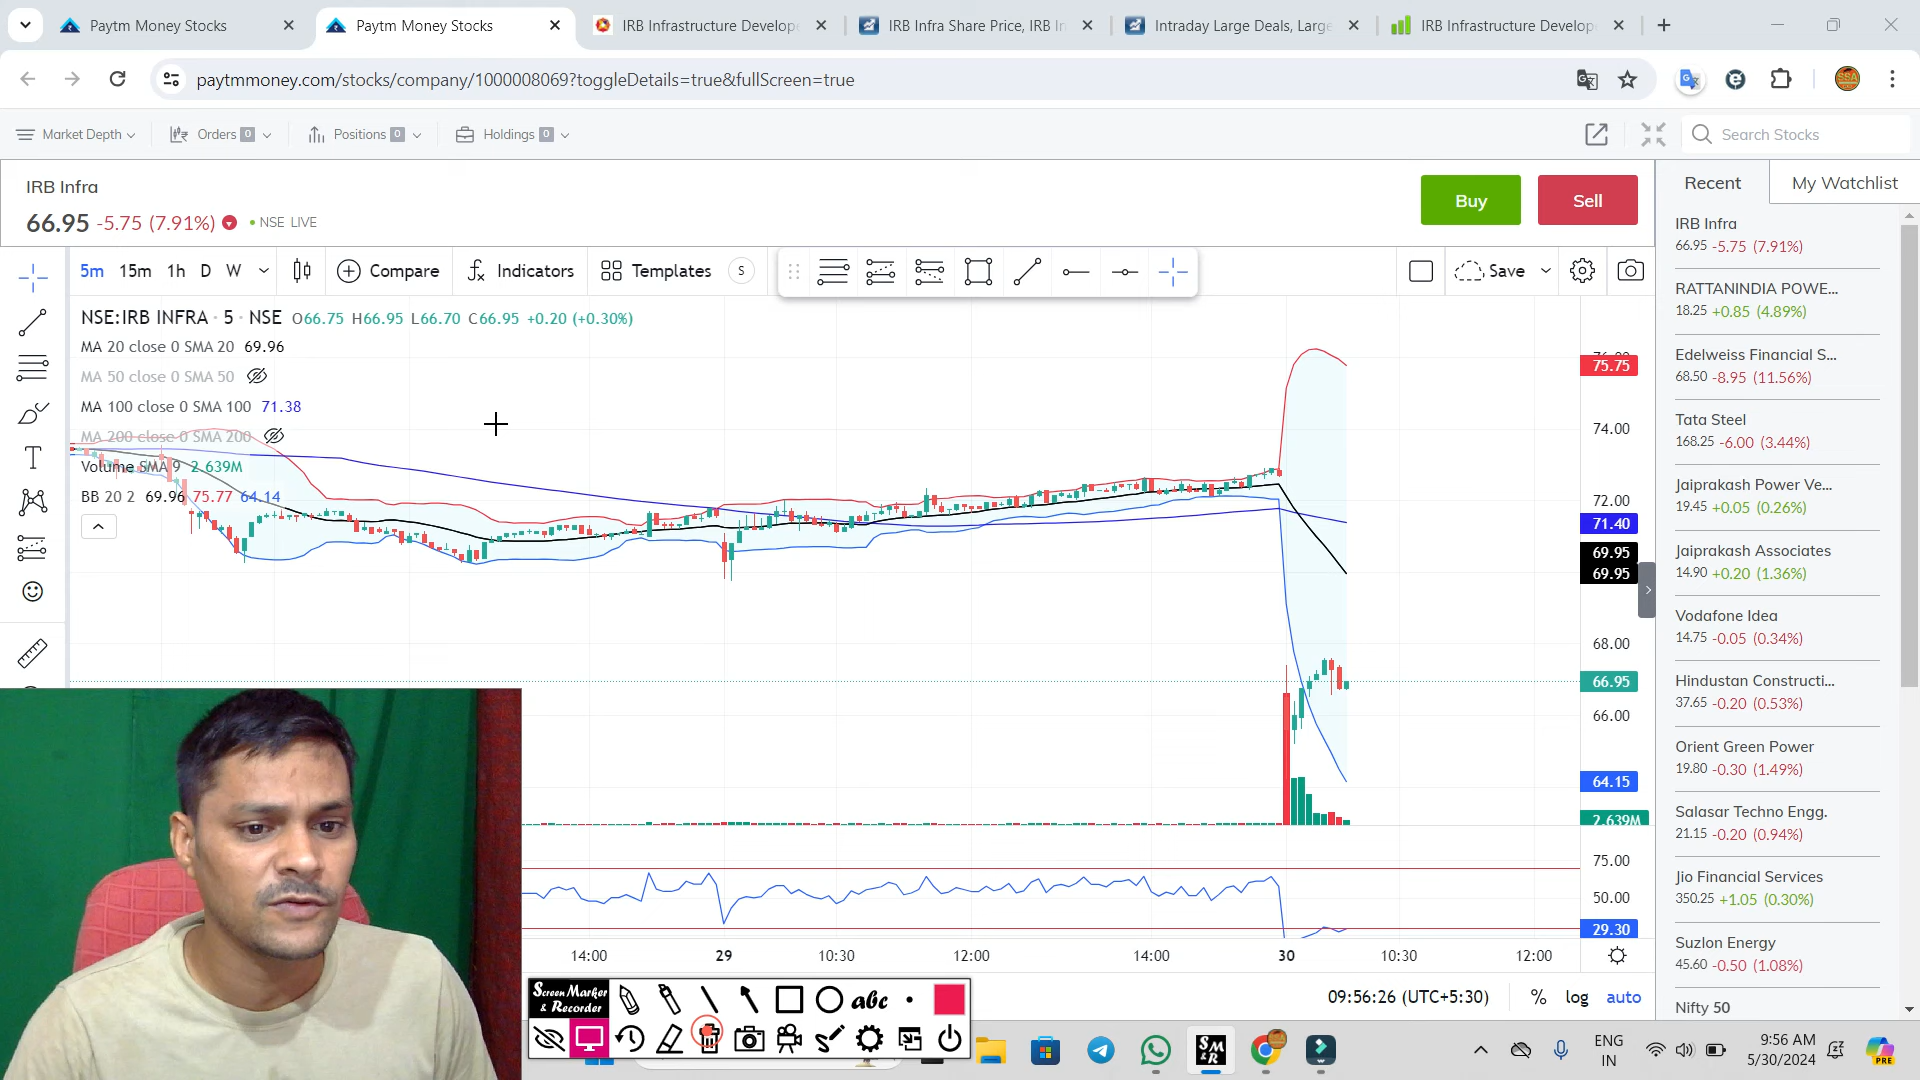 Paytm Money Stocks
Paytm Money Stocks
IRB Infrastructure Develope
IRB Infra Share Price, IRB In
Intraday Large Deals, Large
IRB Infrastructure Develop
paytmmoney.com/stocks/company/1000008069?toggleDetails=true&fullScreen=true
Market Depth
Orders 0
Positions 0
Holdings 0
Search Stocks
IRB Infra
66.95 -5.75 (7.91%) NSE LIVE
Buy
Sell
Recent
My Watchlist
5m 15m 1h D W
Compare
Indicators
Templates
S
Save
NSE:IRB INFRA · 5 · NSE O66.75 H66.95 L66.70 C66.95 +0.20 (+0.30%)
MA 20 close 0 SMA 20 69.96
MA 50 close 0 SMA 50
MA 100 close 0 SMA 100 71.38
MA 200 close 0 SMA 200
Volume SMA 9 2.639M
BB 20 2 69.96 75.77 64.14
75.75
74.00
72.00
71.40
69.95
69.95
68.00
66.95
66.00
64.15
2.639M
75.00
50.00
29.30
14:00
29
10:30
12:00
14:00
30
10:30
12:00
09:56:26 (UTC+5:30)
%
log
auto
IRB Infra
66.95 -5.75 (7.91%)
RATTANINDIA POWE...
18.25 +0.85 (4.89%)
Edelweiss Financial S...
68.50 -8.95 (11.56%)
Tata Steel
168.25 -6.00 (3.44%)
Jaiprakash Power Ve...
19.45 +0.05 (0.26%)
Jaiprakash Associates
14.90 +0.20 (1.36%)
Vodafone Idea
14.75 -0.05 (0.34%)
Hindustan Constructi...
37.65 -0.20 (0.53%)
Orient Green Power
19.80 -0.30 (1.49%)
Salasar Techno Engg.
21.15 -0.20 (0.94%)
Jio Financial Services
350.25 +1.05 (0.30%)
Suzlon Energy
45.60 -0.50 (1.08%)
Nifty 50
Screen Marker
& Recorder
abc
SM
&R
ENG
IN
9:56 AM
5/30/2024
PRE